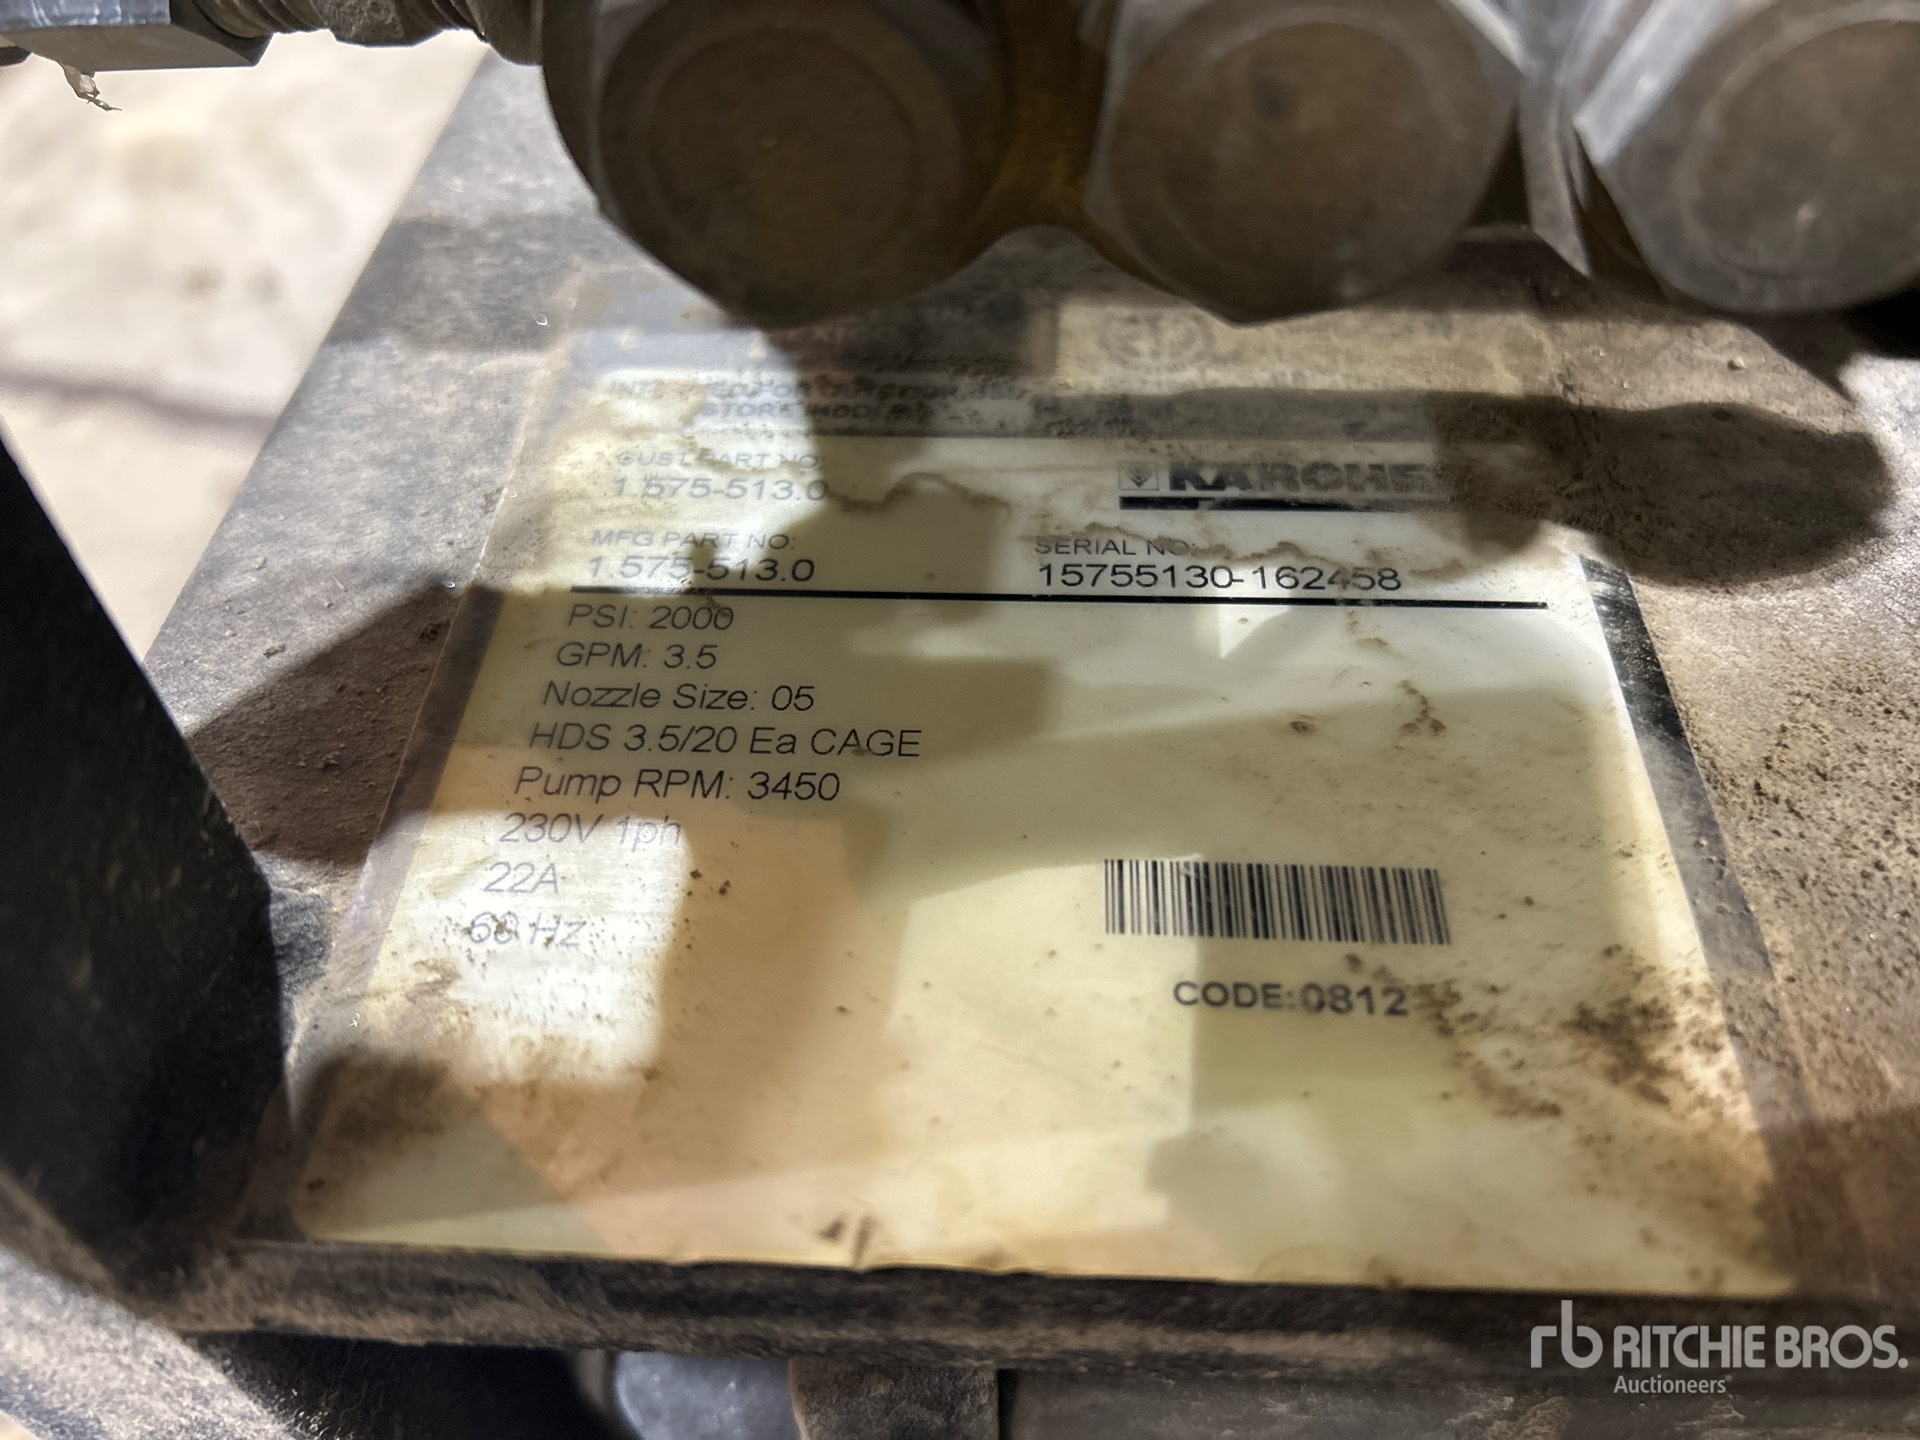 CUST PART NO:
1.575-513.0
KARCHER
MFG PART NO:
1.575-513.0
SERIAL NO:
15755130-162458
PSI: 2000
GPM: 3.5
Nozzle Size: 05
HDS 3.5/20 Ea CAGE
Pump RPM: 3450
230V 1ph
22A
60 Hz
CODE:0812
rb RITCHIE BROS.
Auctioneers